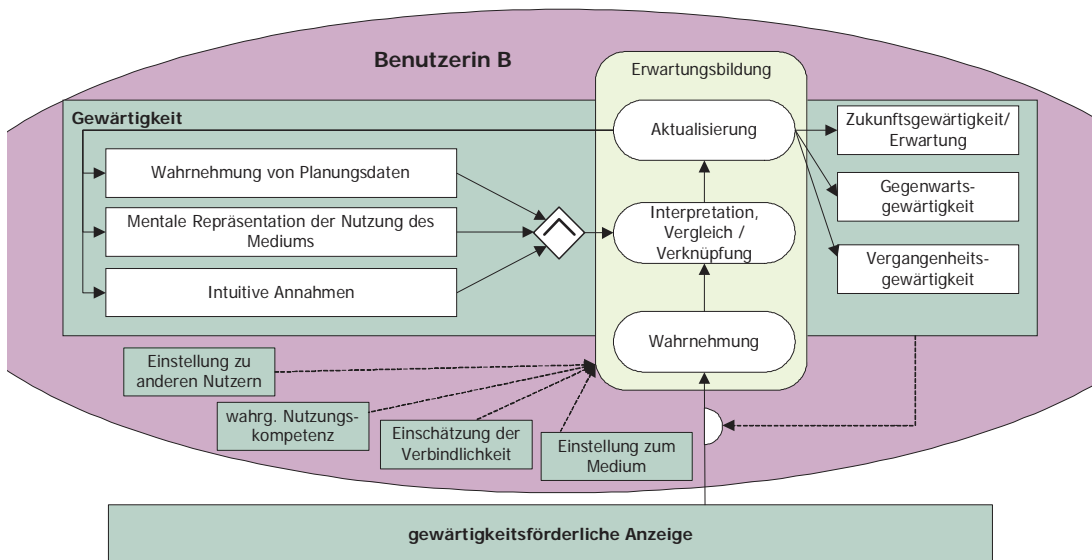 Benutzerin B
Erwartungsbildung
Gewärtigkeit
Aktualisierung
Zukunftsgewärtigkeit/
Erwartung
Wahrnehmung von Planungsdaten
Gegenwarts-
gewärtigkeit
Mentale Repräsentation der Nutzung des
Mediums
Interpretation,
Vergleich /
Verknüpfung
Vergangenheits-
gewärtigkeit
Intuitive Annahmen
Wahrnehmung
Einstellung zu
anderen Nutzern
wahrg. Nutzungs-
kompetenz
Einschätzung der
Verbindlichkeit
Einstellung zum
Medium
gewärtigkeitsförderliche Anzeige